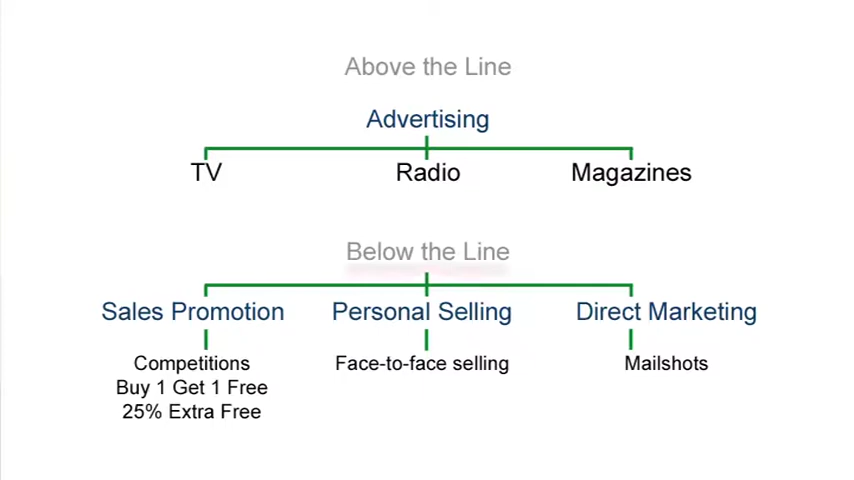 Above the Line
Advertising
TV Radio Magazines
Below the Line
Sales Promotion Personal Selling Direct Marketing
Competitions Face-to-face selling Mailshots
Buy 1 Get 1 Free
25% Extra Free